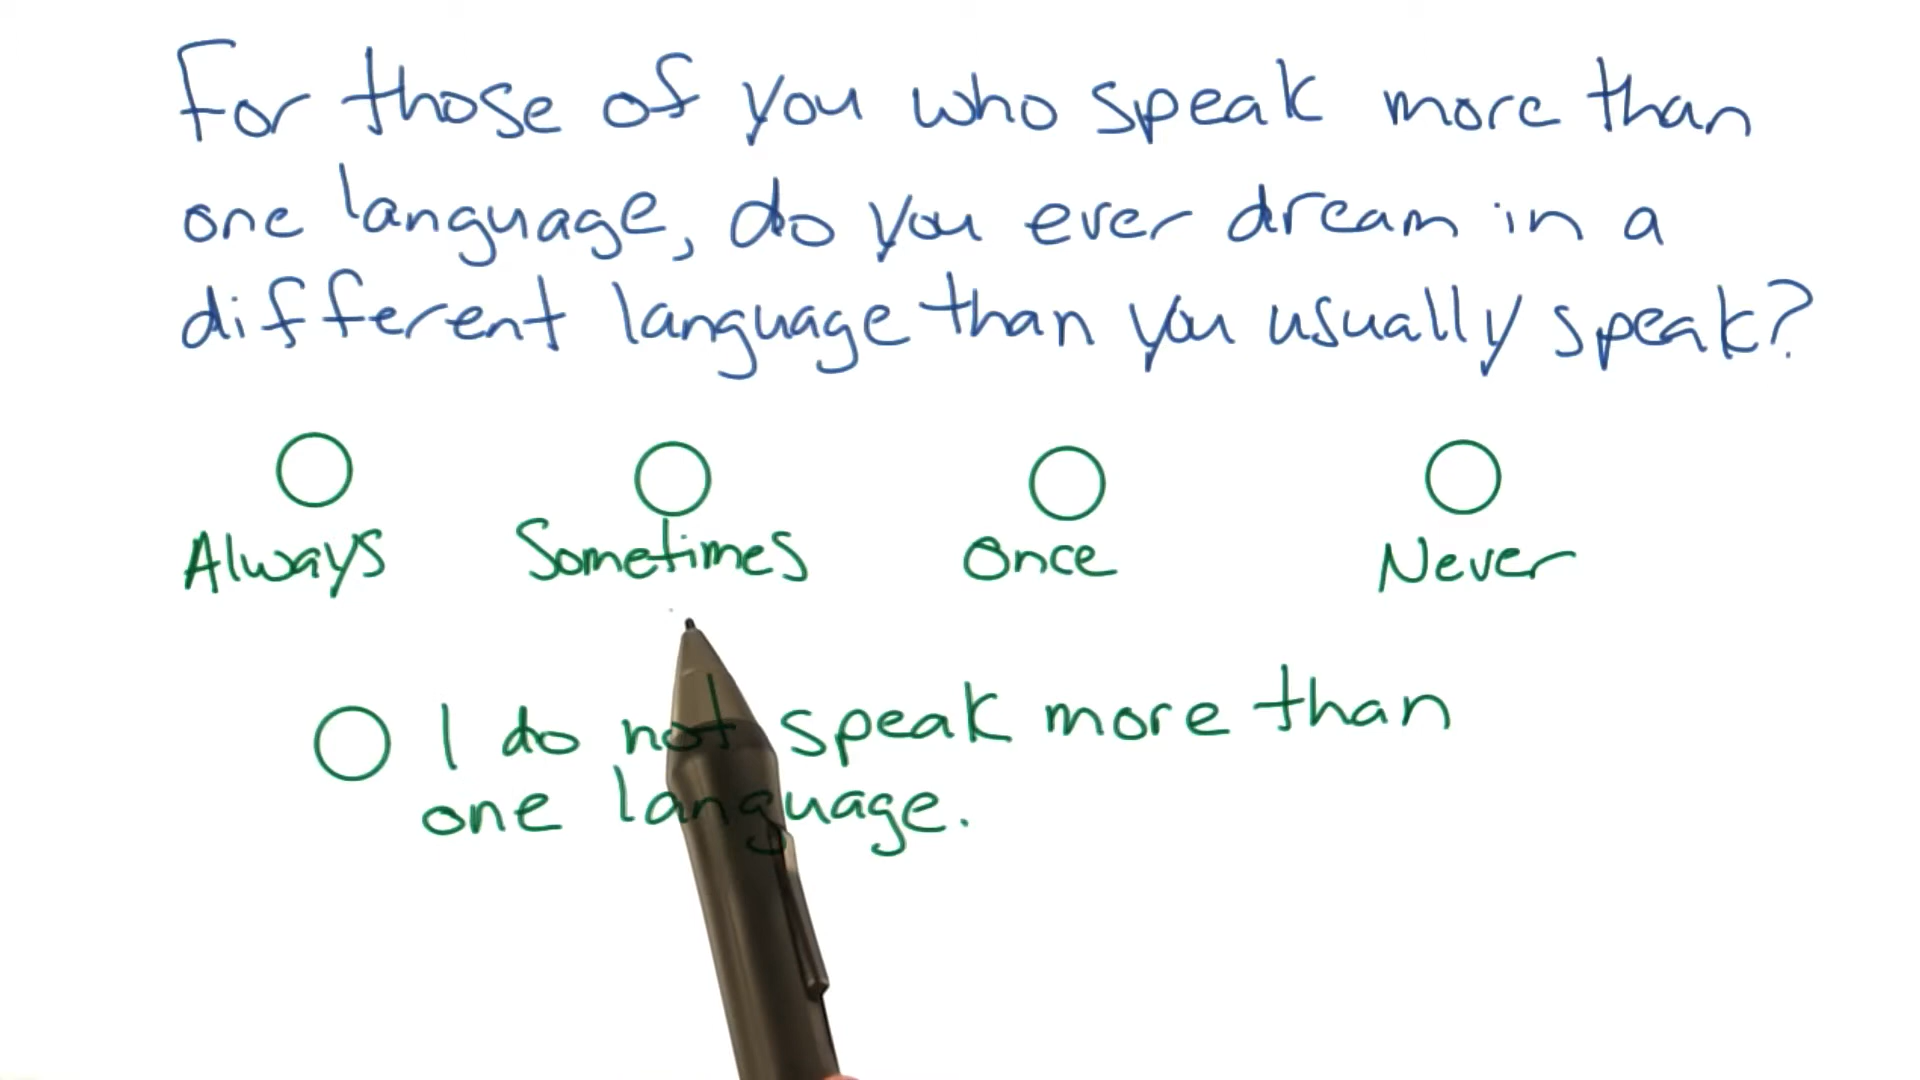 For those of you who speak more than
one language, do you ever dream in a
different language than you usually speak?
Always Sometimes Once Never
I do not speak more than
one language.